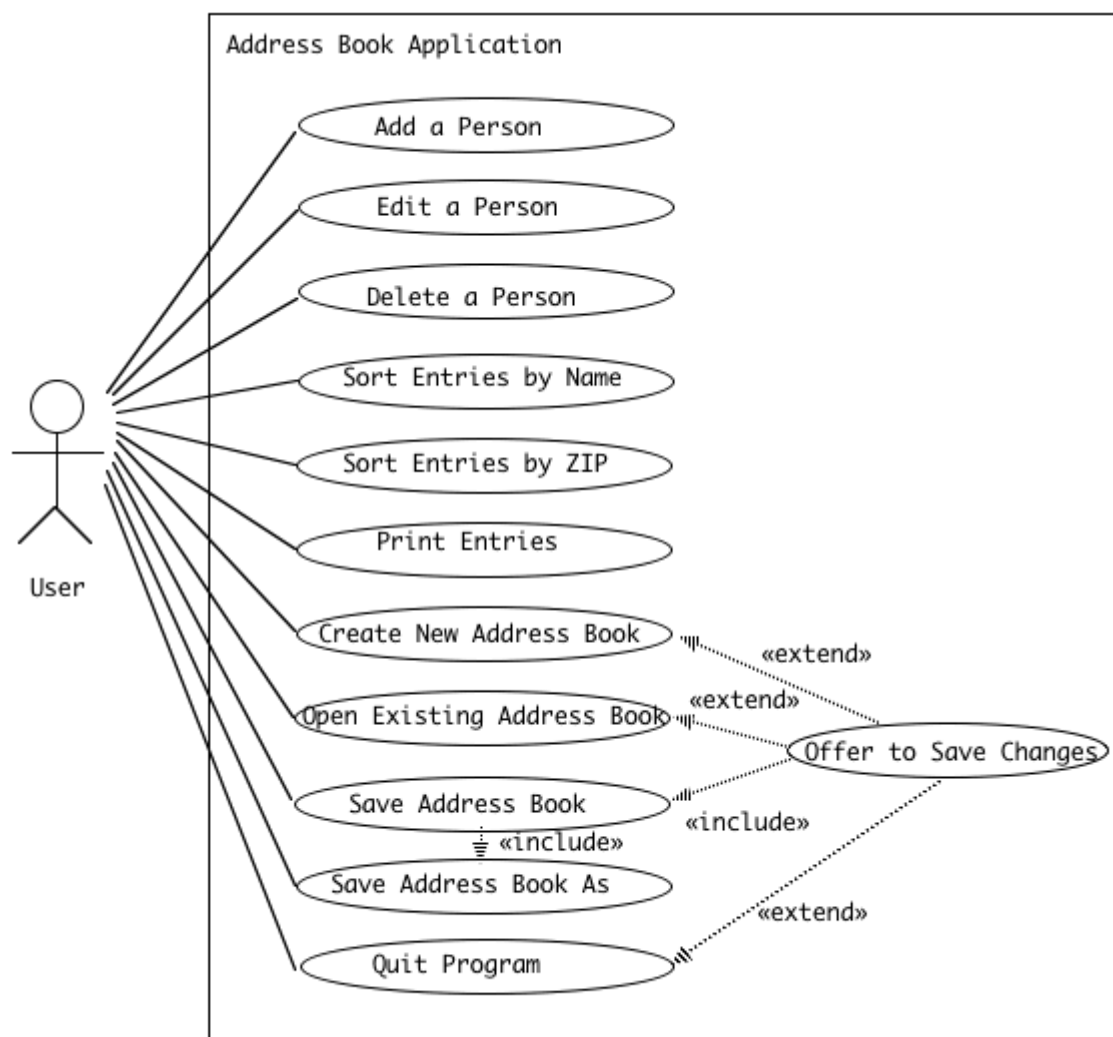 Address Book Application
Add a Person
Edit a Person
Delete a Person
Sort Entries by Name
Sort Entries by ZIP
Print Entries
User
Create New Address Book
«extend»
«extend»
Open Existing Address Book
Offer to Save Changes
Save Address Book
«include»
«include»
Save Address Book As
«extend»
Quit Program